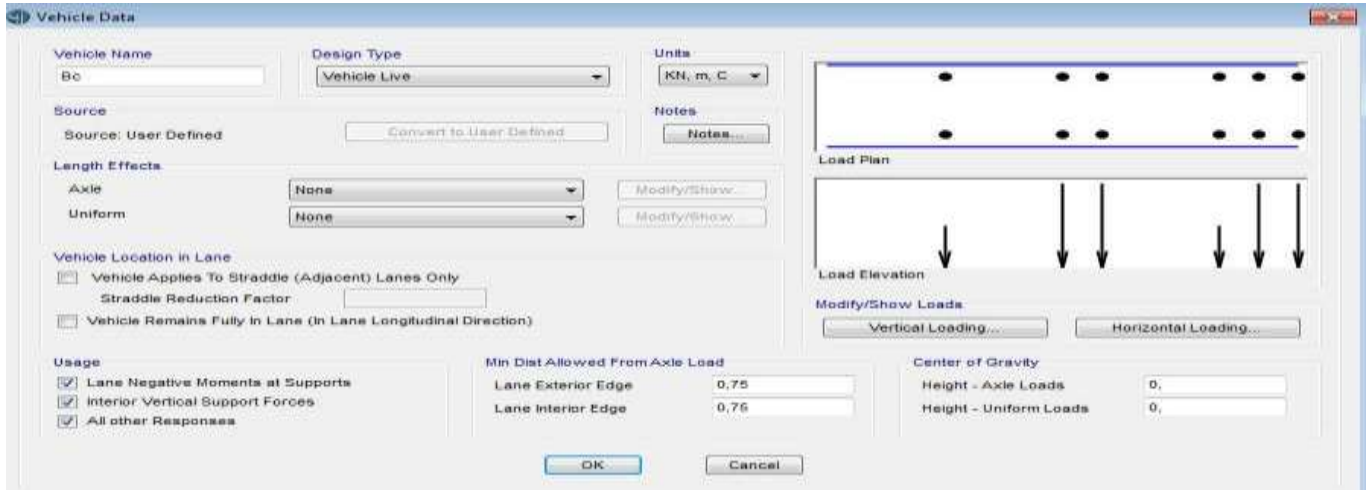 Vehicle Data
Vehicle Name
Bc
Design Type
Vehicle Live
Units
KN, m, C
Source
Source: User Defined
Convert to User Defined
Notes
Notes...
Load Plan
Length Effects
Axle
None
Modify/Show...
Uniform
None
Modify/Show...
Load Elevation
Vehicle Location in Lane
Vehicle Applies To Straddle (Adjacent) Lanes Only
Straddle Reduction Factor
Vehicle Remains Fully In Lane (In Lane Longitudinal Direction)
Modify/Show Loads
Vertical Loading...
Horizontal Loading...
Usage
Lane Negative Moments at Supports
Interior Vertical Support Forces
All other Responses
Min Dist Allowed From Axle Load
Lane Exterior Edge
0,75
Lane Interior Edge
0,75
Center of Gravity
Height - Axle Loads
0,
Height - Uniform Loads
0,
OK
Cancel